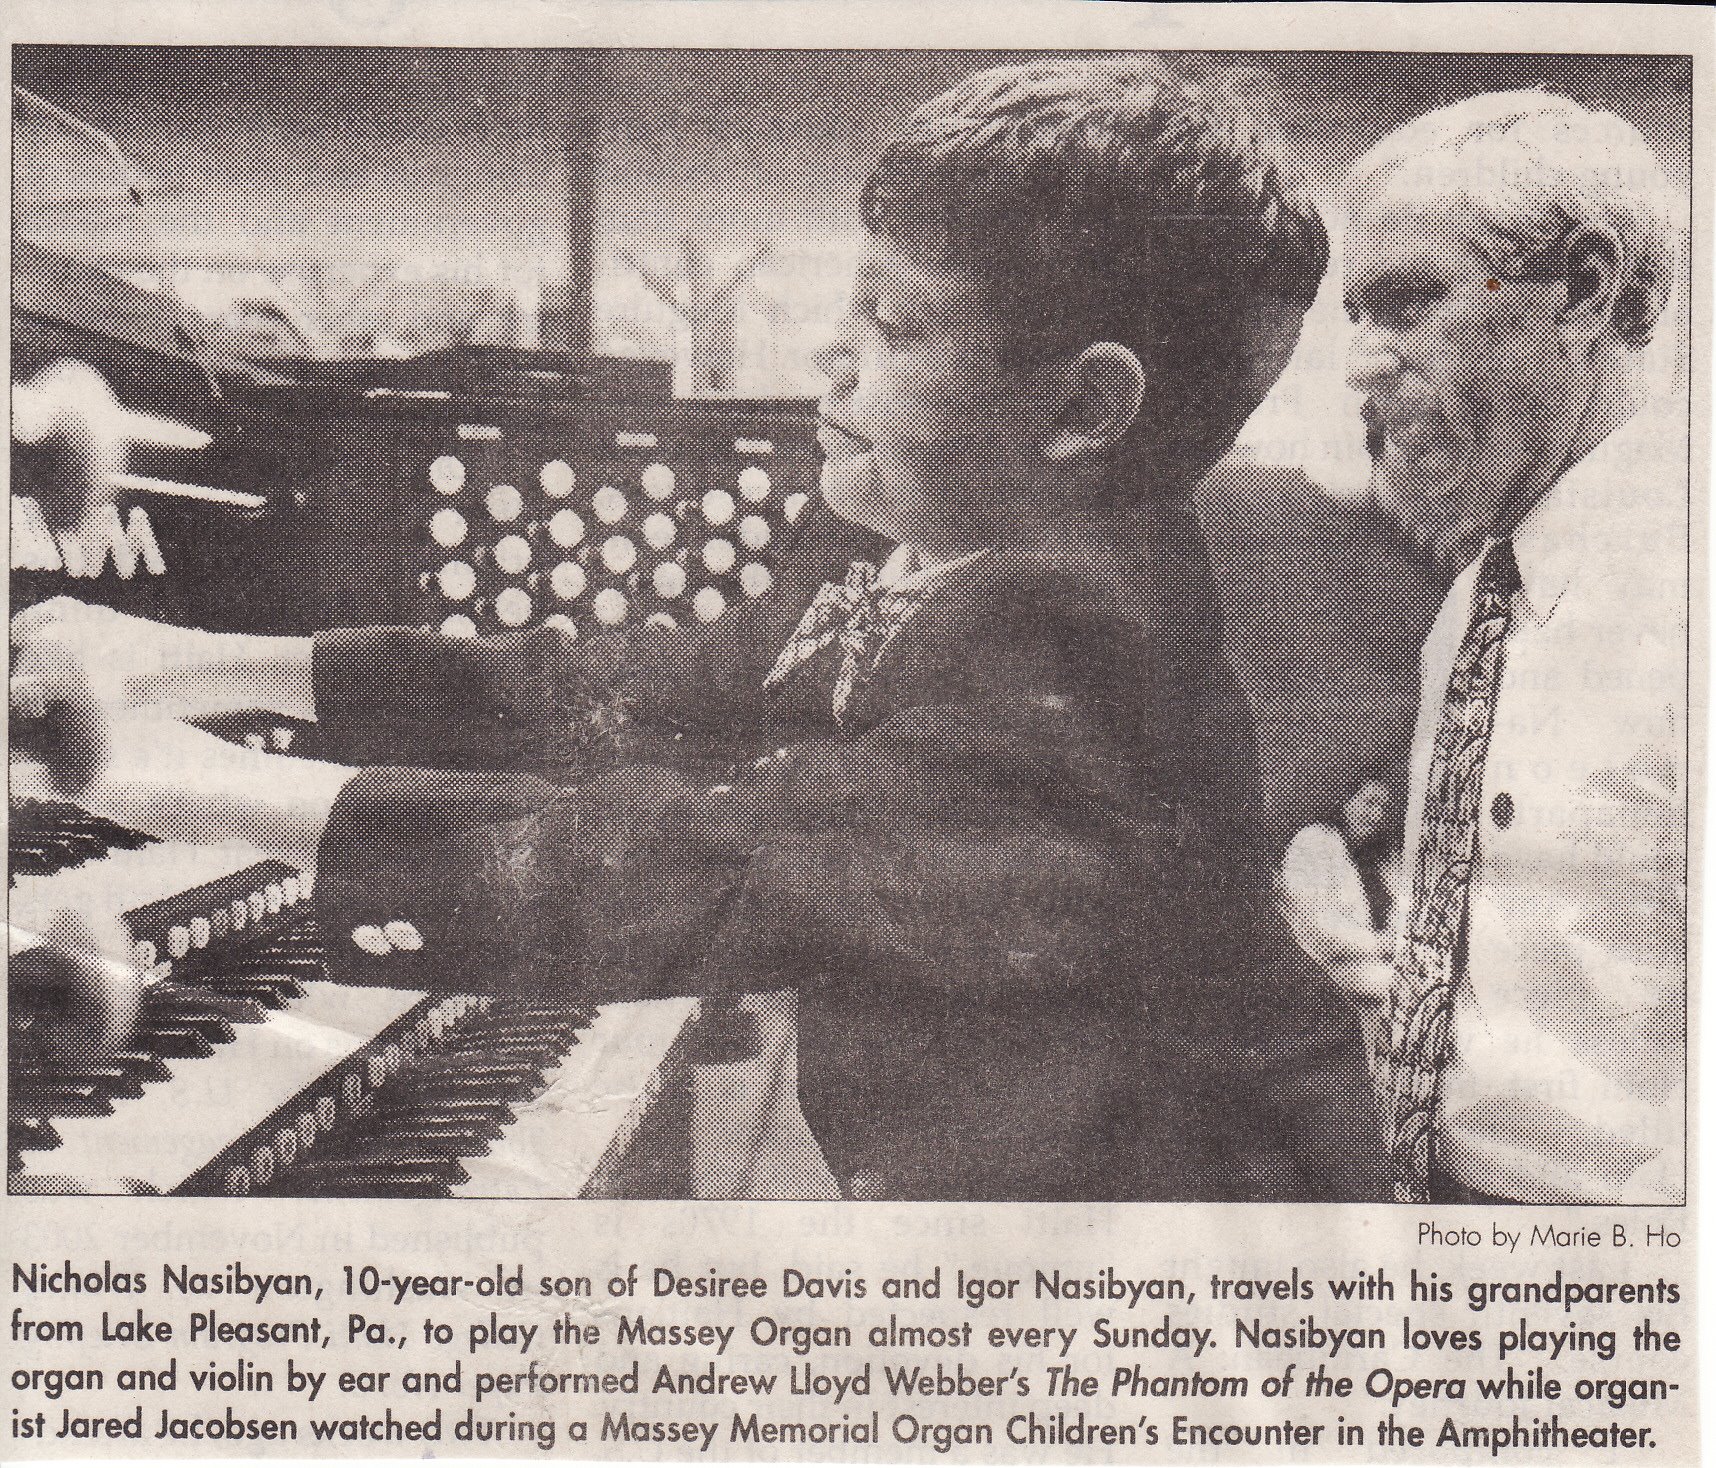 Photo by Marie B. Ho
Nicholas Nasibyan, 10-year-old son of Desiree Davis and Igor Nasibyan, travels with his grandparents
from Lake Pleasant, Pa., to play the Massey Organ almost every Sunday. Nasibyan loves playing the
organ and violin by ear and performed Andrew Lloyd Webber's The Phantom of the Opera while organ-
ist Jared Jacobsen watched during a Massey Memorial Organ Children's Encounter in the Amphitheater.